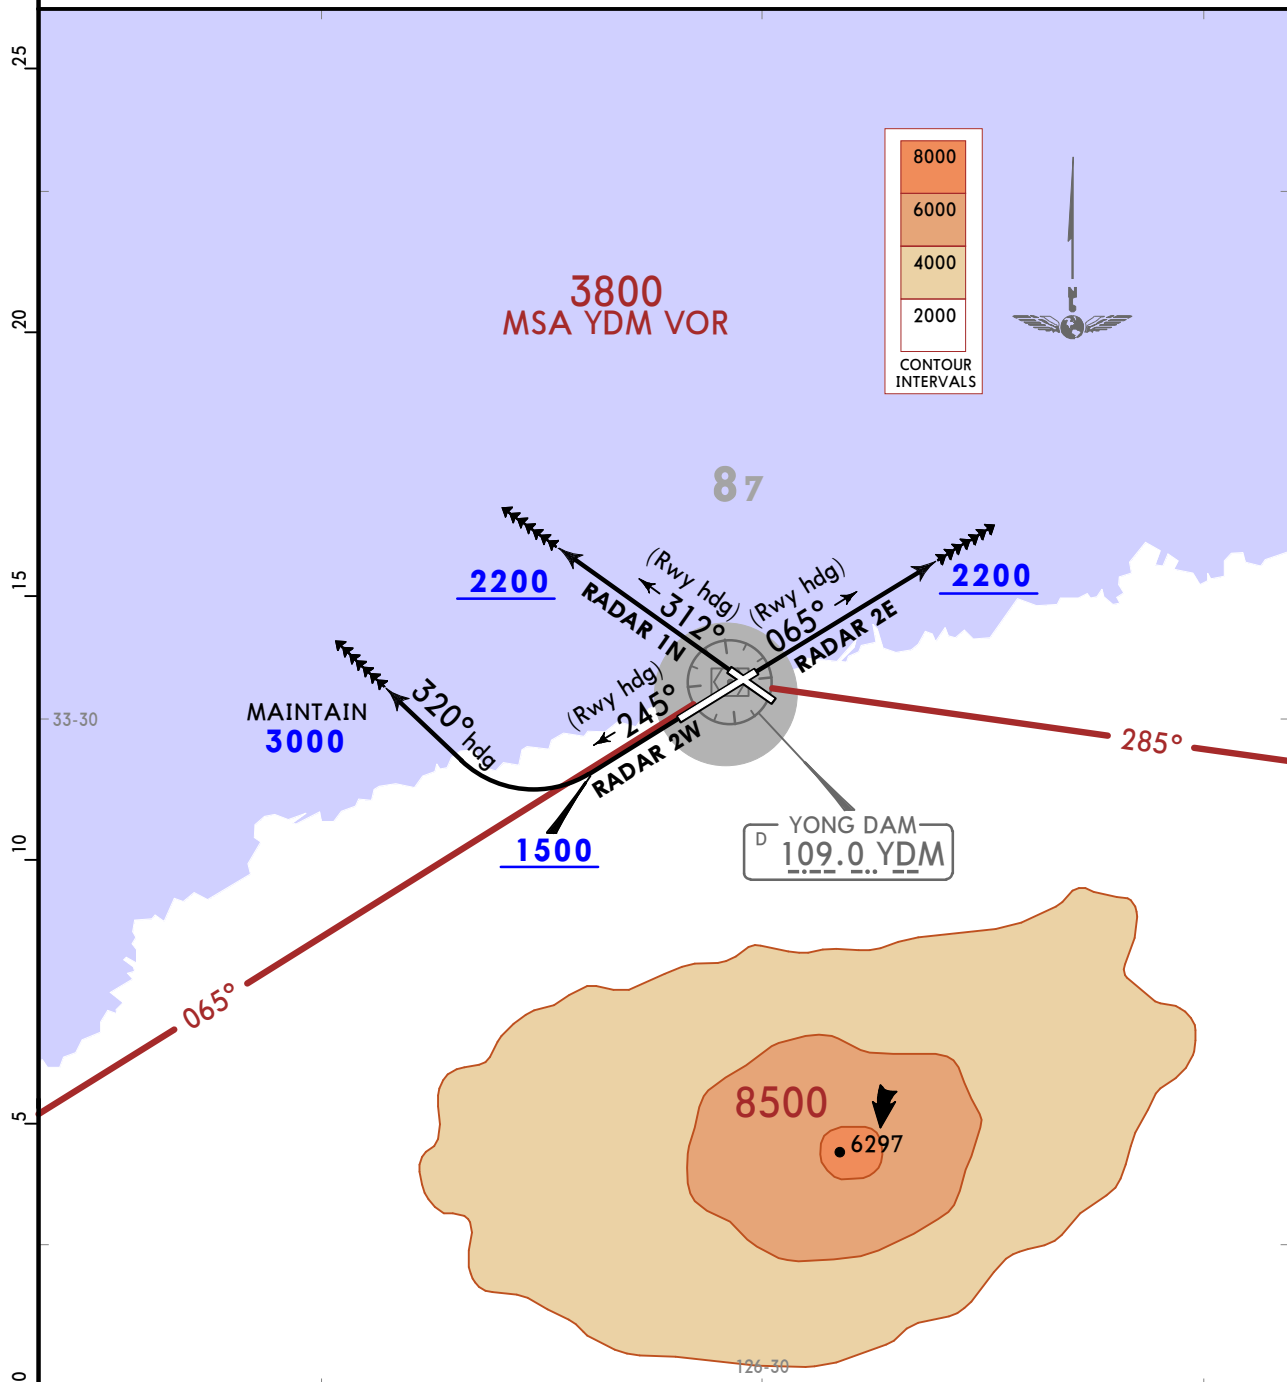 25
8000
6000
4000
2000
CONTOUR
INTERVALS
N
3800
MSA YDM VOR
20
87
15
2200
(Rwy hdg)
312°
RADAR 1N
(Rwy hdg)
065°
RADAR 2E
2200
MAINTAIN
3000
320° hdg
(Rwy hdg)
245°
RADAR 2W
33-30
285°
1500
YONG DAM
D 109.0 YDM
10
065°
8500
6297
5
126-30
0